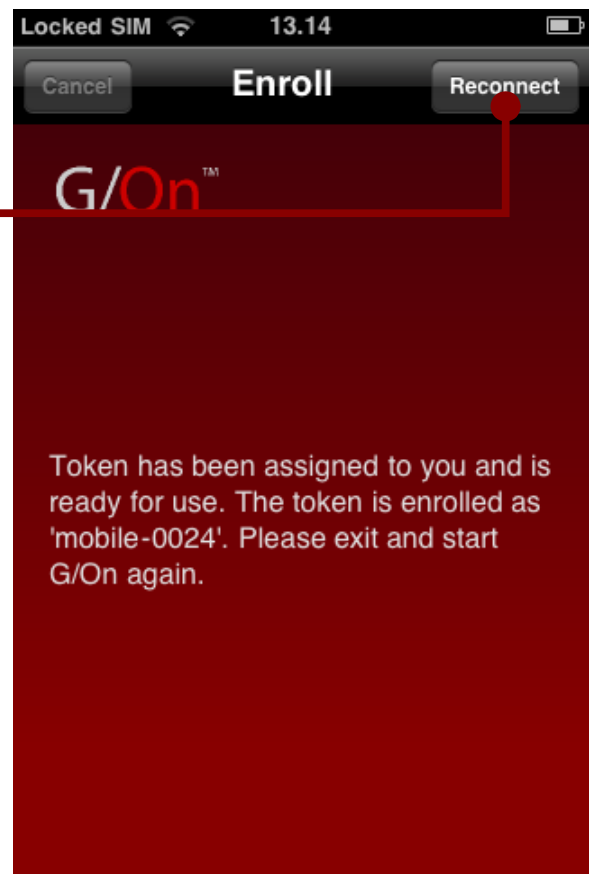 Locked SIM 13.14
Cancel Enroll Reconnect
G/On™
Token has been assigned to you and is
ready for use. The token is enrolled as
'mobile-0024'. Please exit and start
G/On again.